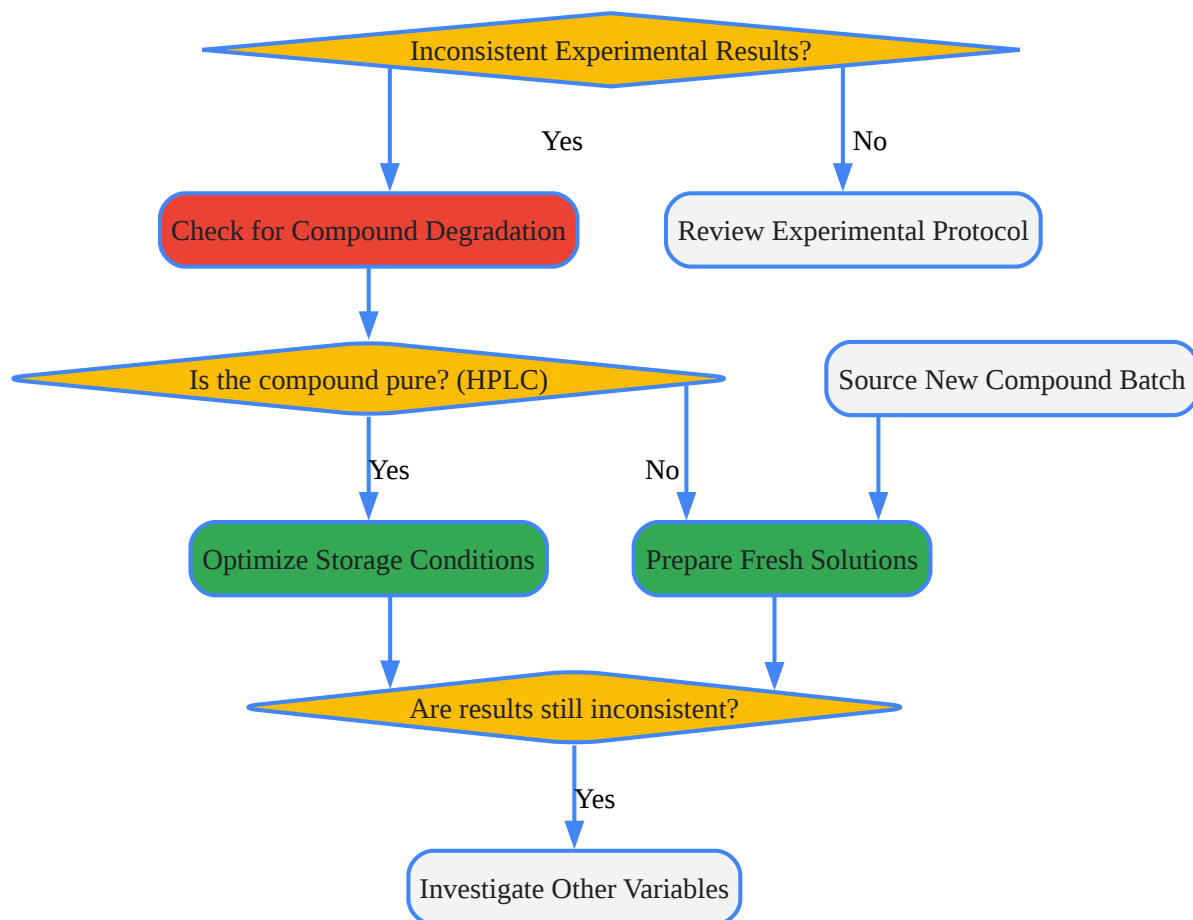 Inconsistent Experimental Results?
Yes
No
Check for Compound Degradation
Review Experimental Protocol
Is the compound pure? (HPLC)
Source New Compound Batch
Yes
No
Optimize Storage Conditions
Prepare Fresh Solutions
Are results still inconsistent?
Yes
Investigate Other Variables